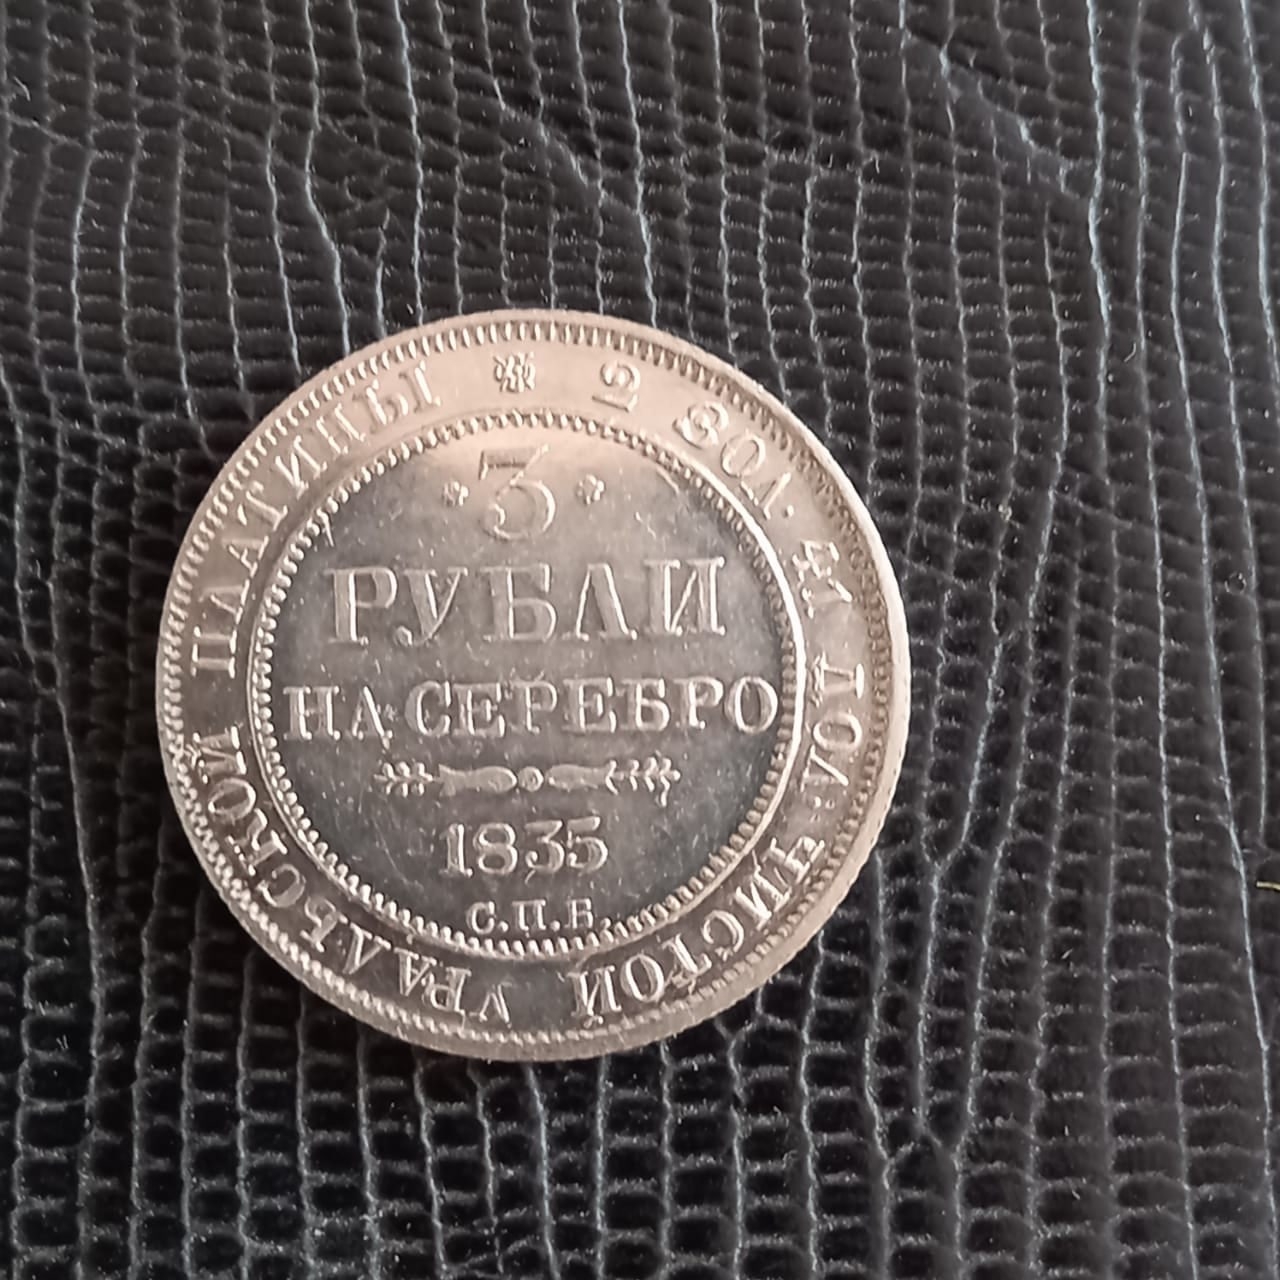 * 2 ЗОЛ. 41 ДОЛ. ЧИСТОЙ УРАЛЬСКОЙ ПЛАТИНЫ
* 3 *
РУБЛИ
НА СЕРЕБРО
1835
С.П.Б.